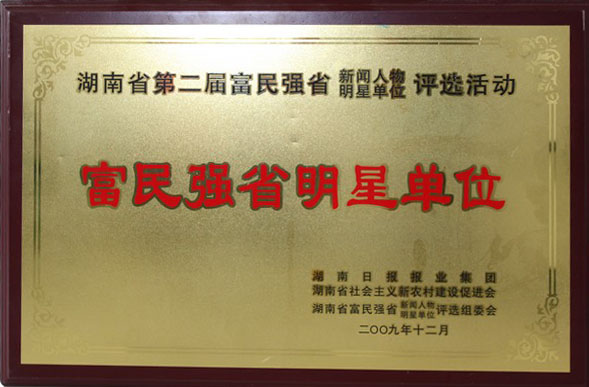 湖南省第二届富民强省新闻人物明星单位评选活动
富民强省明星单位
湖南日报报业集团
湖南省社会主义新农村建设促进会
湖南省富民强省新闻人物明星单位评选组委会
二〇〇九年十二月